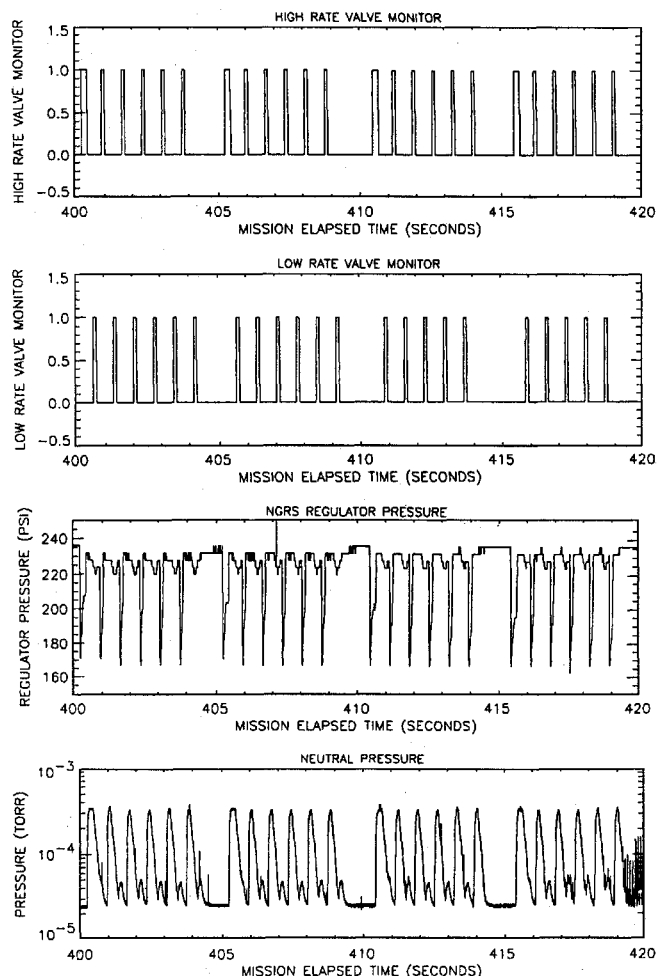 HIGH RATE VALVE MONITOR
HIGH RATE VALVE MONITOR
1.5
1.0
0.5
0.0
−0.5
400 405 410 415 420
MISSION ELAPSED TIME (SECONDS)
LOW RATE VALVE MONITOR
LOW RATE VALVE MONITOR
1.5
1.0
0.5
0.0
−0.5
400 405 410 415 420
MISSION ELAPSED TIME (SECONDS)
NGRS REGULATOR PRESSURE
REGULATOR PRESSURE (PSI)
240
220
200
180
160
400 405 410 415 420
MISSION ELAPSED TIME (SECONDS)
NEUTRAL PRESSURE
PRESSURE (TORR)
10⁻³
10⁻⁴
10⁻⁵
400 405 410 415 420
MISSION ELAPSED TIME (SECONDS)